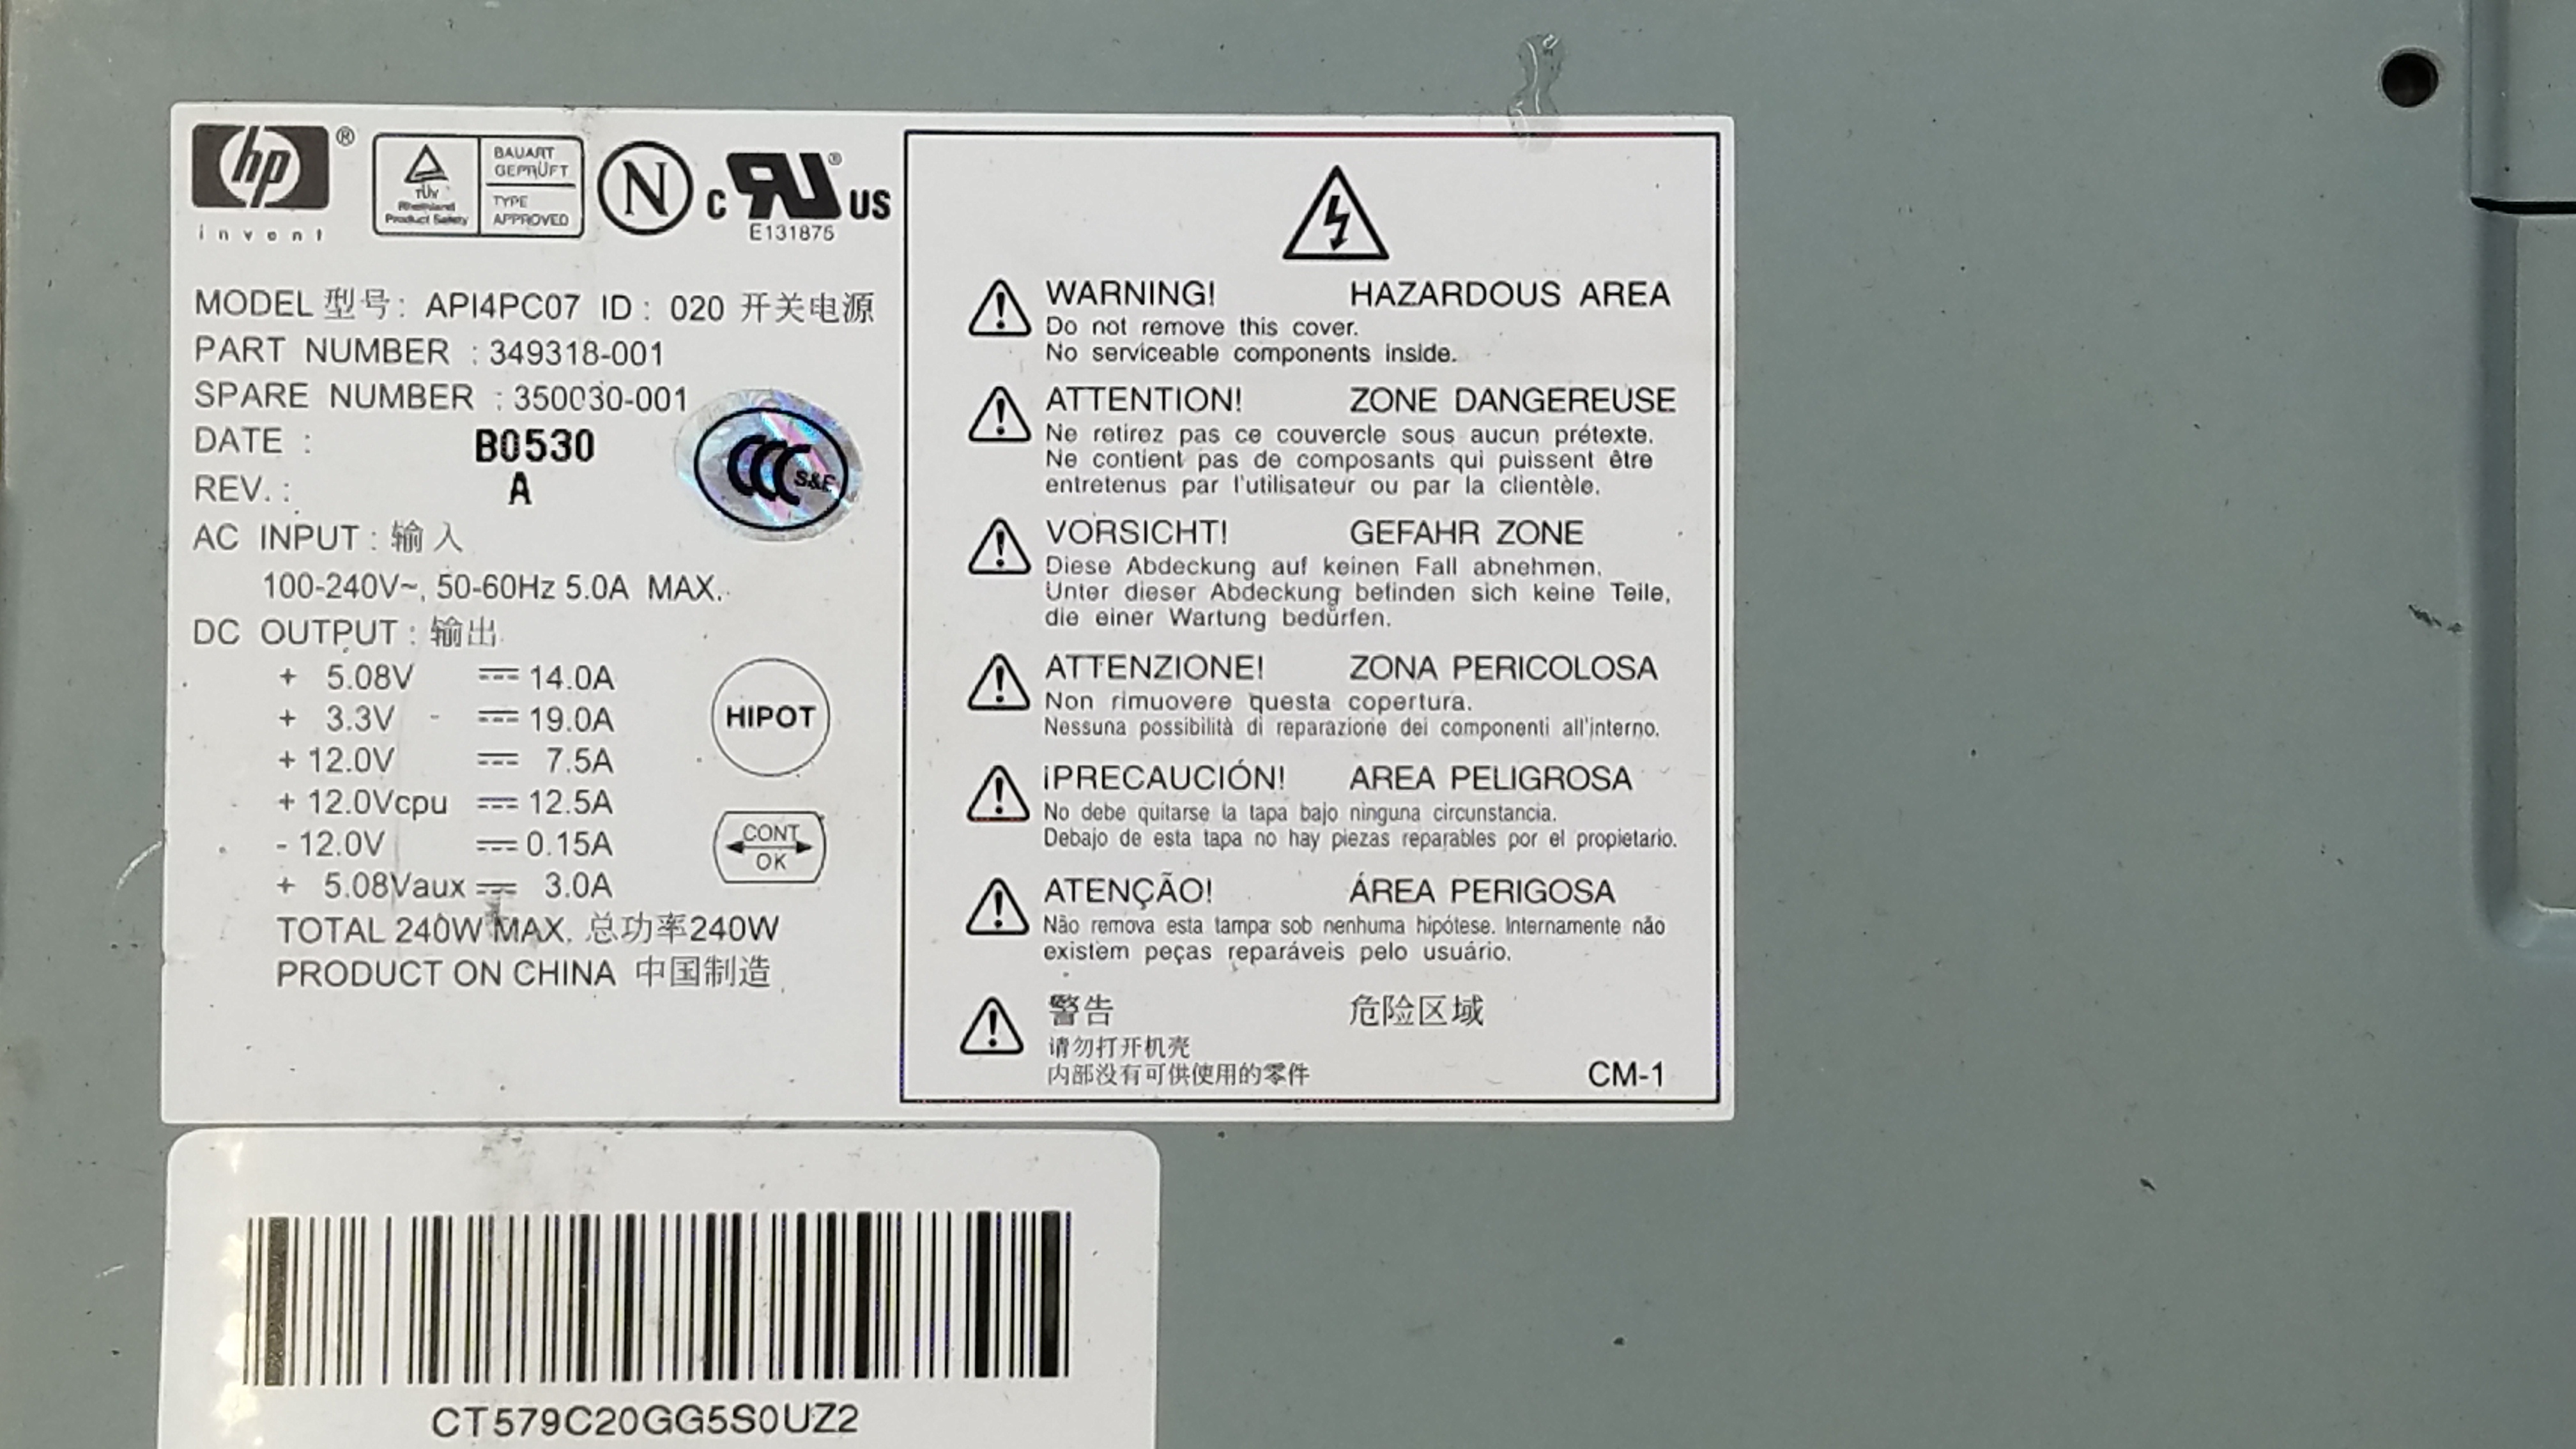 hp ®
invent
TÜV
Rheinland
Product Safety
BAUART
GEPRÜFT
TYPE
APPROVED
N
C RU ® US
E131875
MODEL 型号: API4PC07 ID: 020 开关电源
PART NUMBER : 349318-001
SPARE NUMBER : 350030-001
DATE : B0530
REV. : A
CCC S&E
AC INPUT : 输入
100-240V~, 50-60Hz 5.0A MAX.
DC OUTPUT : 输出
+ 5.08V ⎓ 14.0A
+ 3.3V ⎓ 19.0A
+ 12.0V ⎓ 7.5A
+ 12.0Vcpu ⎓ 12.5A
- 12.0V ⎓ 0.15A
+ 5.08Vaux ⎓ 3.0A
HIPOT
CONT
OK
TOTAL 240W MAX. 总功率240W
PRODUCT ON CHINA 中国制造
WARNING! HAZARDOUS AREA
Do not remove this cover.
No serviceable components inside.
ATTENTION! ZONE DANGEREUSE
Ne retirez pas ce couvercle sous aucun prétexte.
Ne contient pas de composants qui puissent être
entretenus par l'utilisateur ou par la clientèle.
VORSICHT! GEFAHR ZONE
Diese Abdeckung auf keinen Fall abnehmen.
Unter dieser Abdeckung befinden sich keine Teile,
die einer Wartung bedürfen.
ATTENZIONE! ZONA PERICOLOSA
Non rimuovere questa copertura.
Nessuna possibilità di reparazione dei componenti all'interno.
¡PRECAUCIÓN! AREA PELIGROSA
No debe quitarse la tapa bajo ninguna circunstancia.
Debajo de esta tapa no hay piezas reparables por el propietario.
ATENÇÃO! ÁREA PERIGOSA
Não remova esta tampa sob nenhuma hipótese. Internamente não
existem peças reparáveis pelo usuário.
警告 危险区域
请勿打开机壳
内部没有可供使用的零件
CM-1
CT579C20GG5S0UZ2